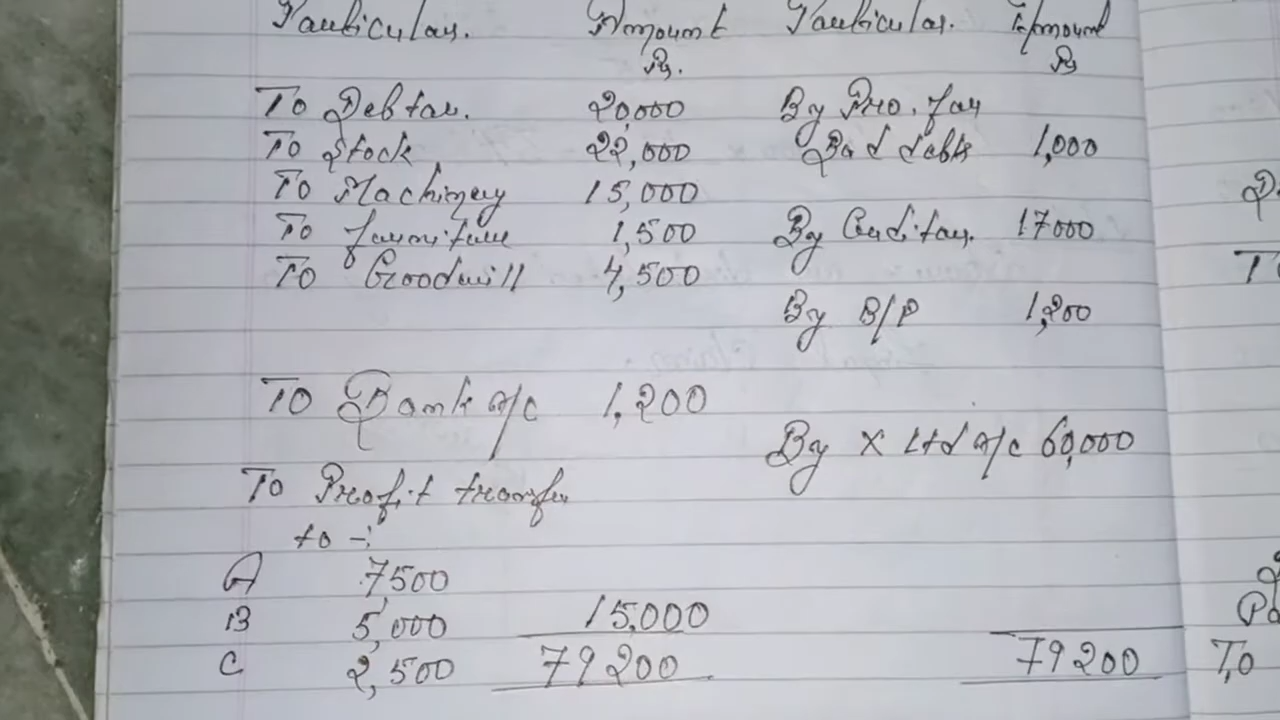 Particulars. Amount Particulars. Amount
Rs. Rs
To Debtors. 20,000 By Pro. for
To Stock 22,000 Bad debts 1,000
To Machinery 15,000
To furniture 1,500 By Creditors. 17000
To Goodwill 4,500
By B/P 1,200
To Bank a/c 1,200
By X Ltd a/c 60,000
To Profit transfer
to -:
A 7500
B 5,000 15,000
C 2,500 79200 79200 To